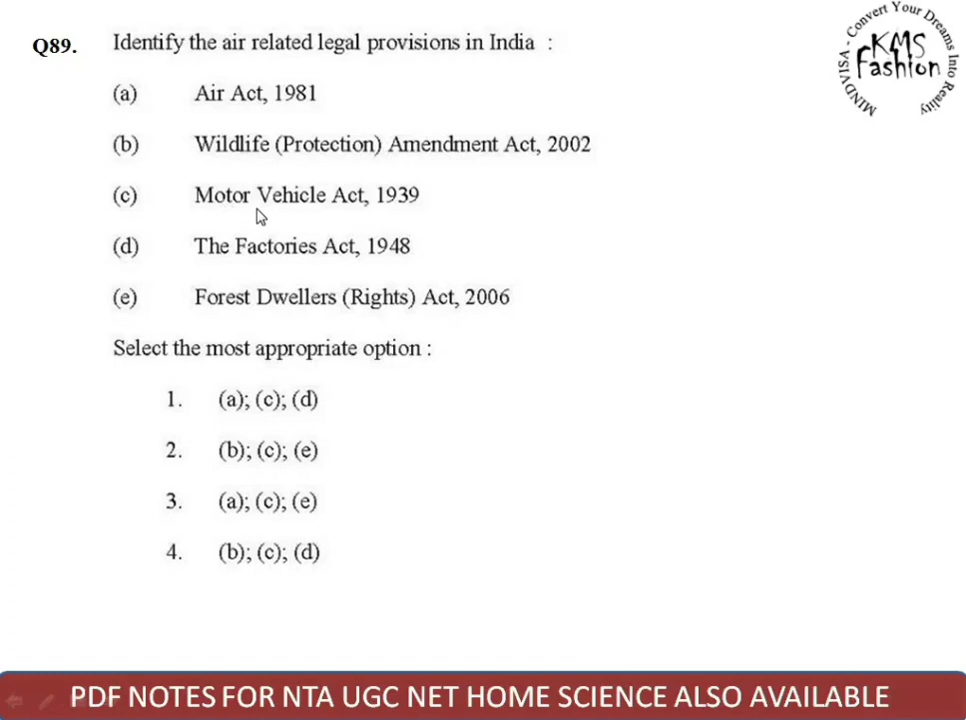 Q89. Identify the air related legal provisions in India :
(a) Air Act, 1981
(b) Wildlife (Protection) Amendment Act, 2002
(c) Motor Vehicle Act, 1939
(d) The Factories Act, 1948
(e) Forest Dwellers (Rights) Act, 2006
Select the most appropriate option :
1. (a); (c); (d)
2. (b); (c); (e)
3. (a); (c); (e)
4. (b); (c); (d)
MINDVISA - Convert Your Dreams Into Reality
KMS
Fashion
PDF NOTES FOR NTA UGC NET HOME SCIENCE ALSO AVAILABLE